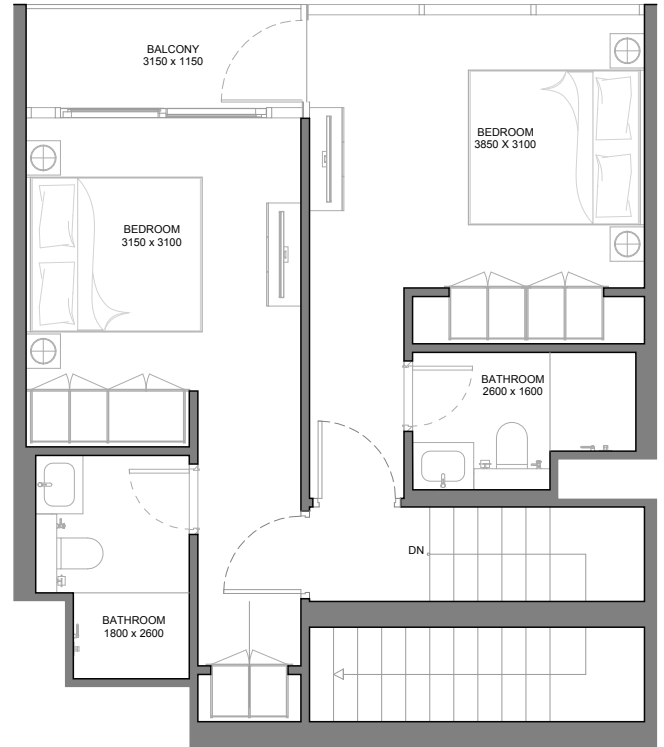 BALCONY
3150 x 1150
BEDROOM
3850 X 3100
BEDROOM
3150 x 3100
BATHROOM
2600 x 1600
DN
BATHROOM
1800 x 2600